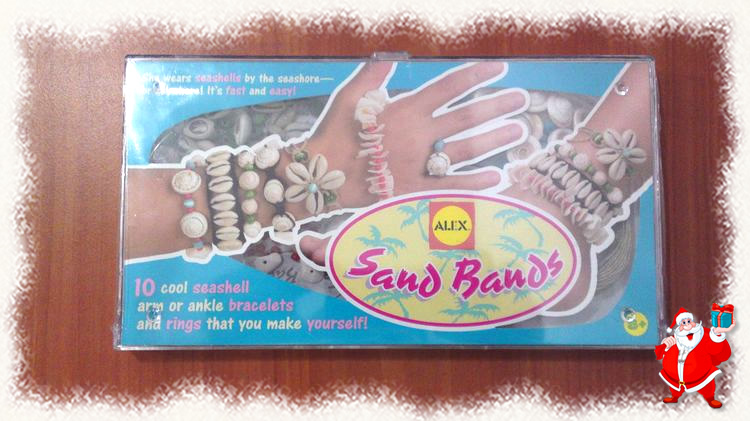 wears seashells by the seashore—
It's fast and easy!
ALEX
Sand Bands
10 cool seashell
arm or ankle bracelets
and rings that you make yourself!